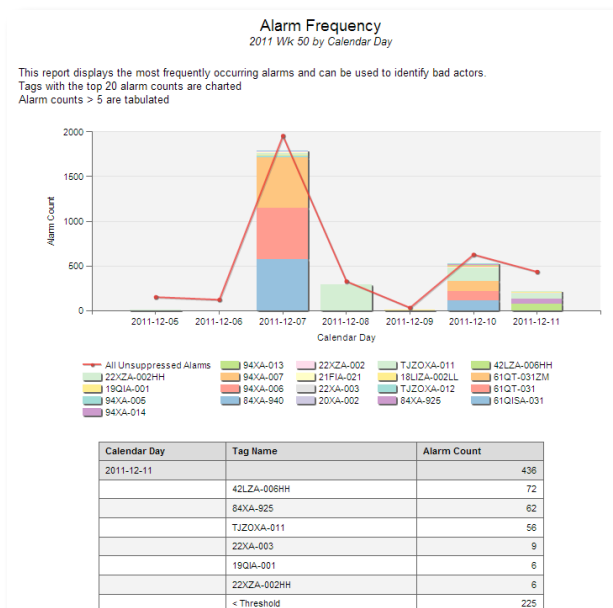 Alarm Frequency
2011 Wk 50 by Calendar Day
This report displays the most frequently occurring alarms and can be used to identify bad actors.
Tags with the top 20 alarm counts are charted
Alarm counts > 5 are tabulated
Alarm Count
2000
1500
1000
500
0
2011-12-05 2011-12-06 2011-12-07 2011-12-08 2011-12-09 2011-12-10 2011-12-11
Calendar Day
All Unsuppressed Alarms 94XA-013 22XZA-002 TJZOXA-011 42LZA-006HH
22XZA-002HH 94XA-007 21FIA-021 18LIZA-002LL 61QT-031ZM
19QIA-001 94XA-006 22XA-003 TJZOXA-012 61QT-031
94XA-005 84XA-940 20XA-002 84XA-925 61QISA-031
94XA-014
Calendar Day Tag Name Alarm Count
2011-12-11 436
42LZA-006HH 72
84XA-925 62
TJZOXA-011 56
22XA-003 9
19QIA-001 6
22XZA-002HH 6
< Threshold 225